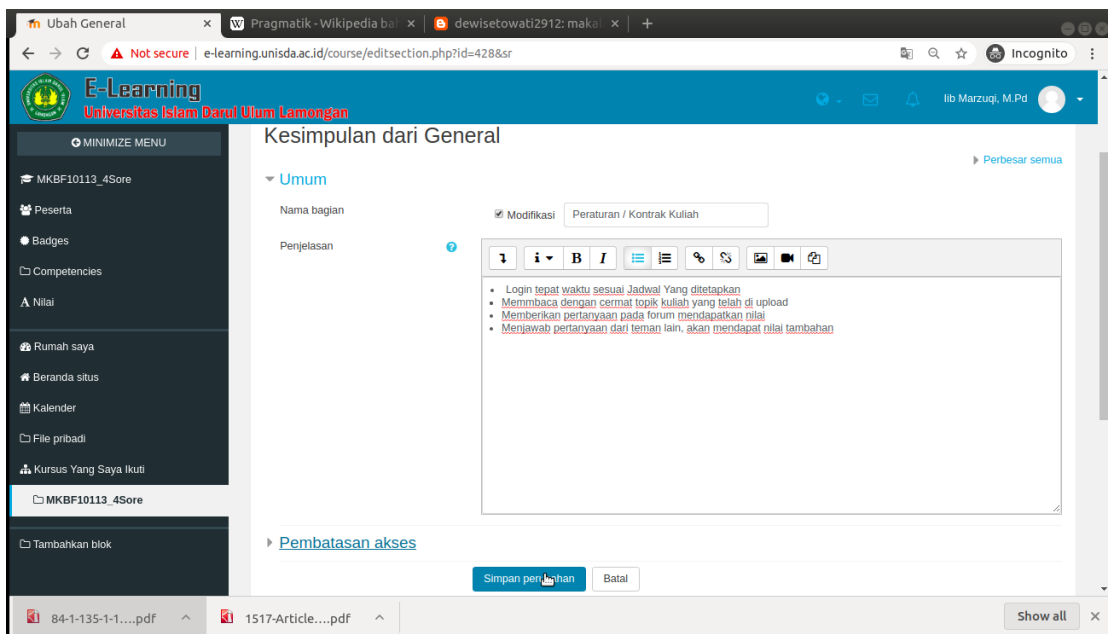 Ubah General
Pragmatik - Wikipedia bah
dewisetowati2912: makal
Not secure
e-learning.unisda.ac.id/course/editsection.php?id=428&sr
Incognito
E-Learning
Universitas Islam Darul Ulum Lamongan
Iib Marzuqi, M.Pd
MINIMIZE MENU
MKBF10113_4Sore
Peserta
Badges
Competencies
Nilai
Rumah saya
Beranda situs
Kalender
File pribadi
Kursus Yang Saya Ikuti
MKBF10113_4Sore
Tambahkan blok
Kesimpulan dari General
Perbesar semua
Umum
Nama bagian
Modifikasi
Peraturan / Kontrak Kuliah
Penjelasan
• Login tepat waktu sesuai Jadwal Yang ditetapkan
• Memmbaca dengan cermat topik kuliah yang telah di upload
• Memberikan pertanyaan pada forum mendapatkan nilai
• Menjawab pertanyaan dari teman lain, akan mendapat nilai tambahan
Pembatasan akses
Simpan perubahan
Batal
84-1-135-1-1....pdf
1517-Article....pdf
Show all